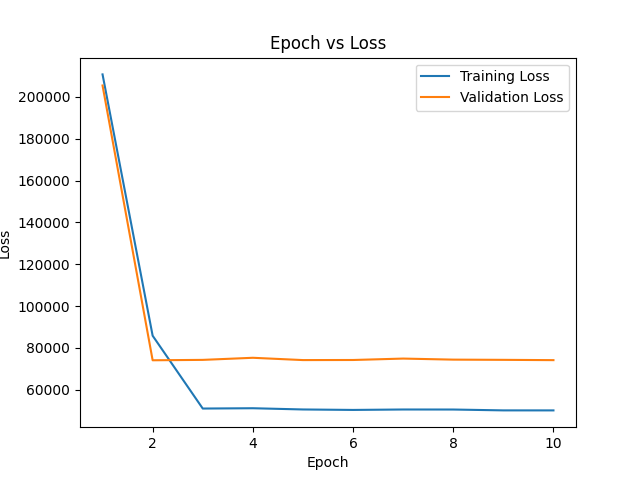 Epoch vs Loss
Training Loss
Validation Loss
200000
180000
160000
140000
120000
100000
80000
60000
Loss
2
4
6
8
10
Epoch